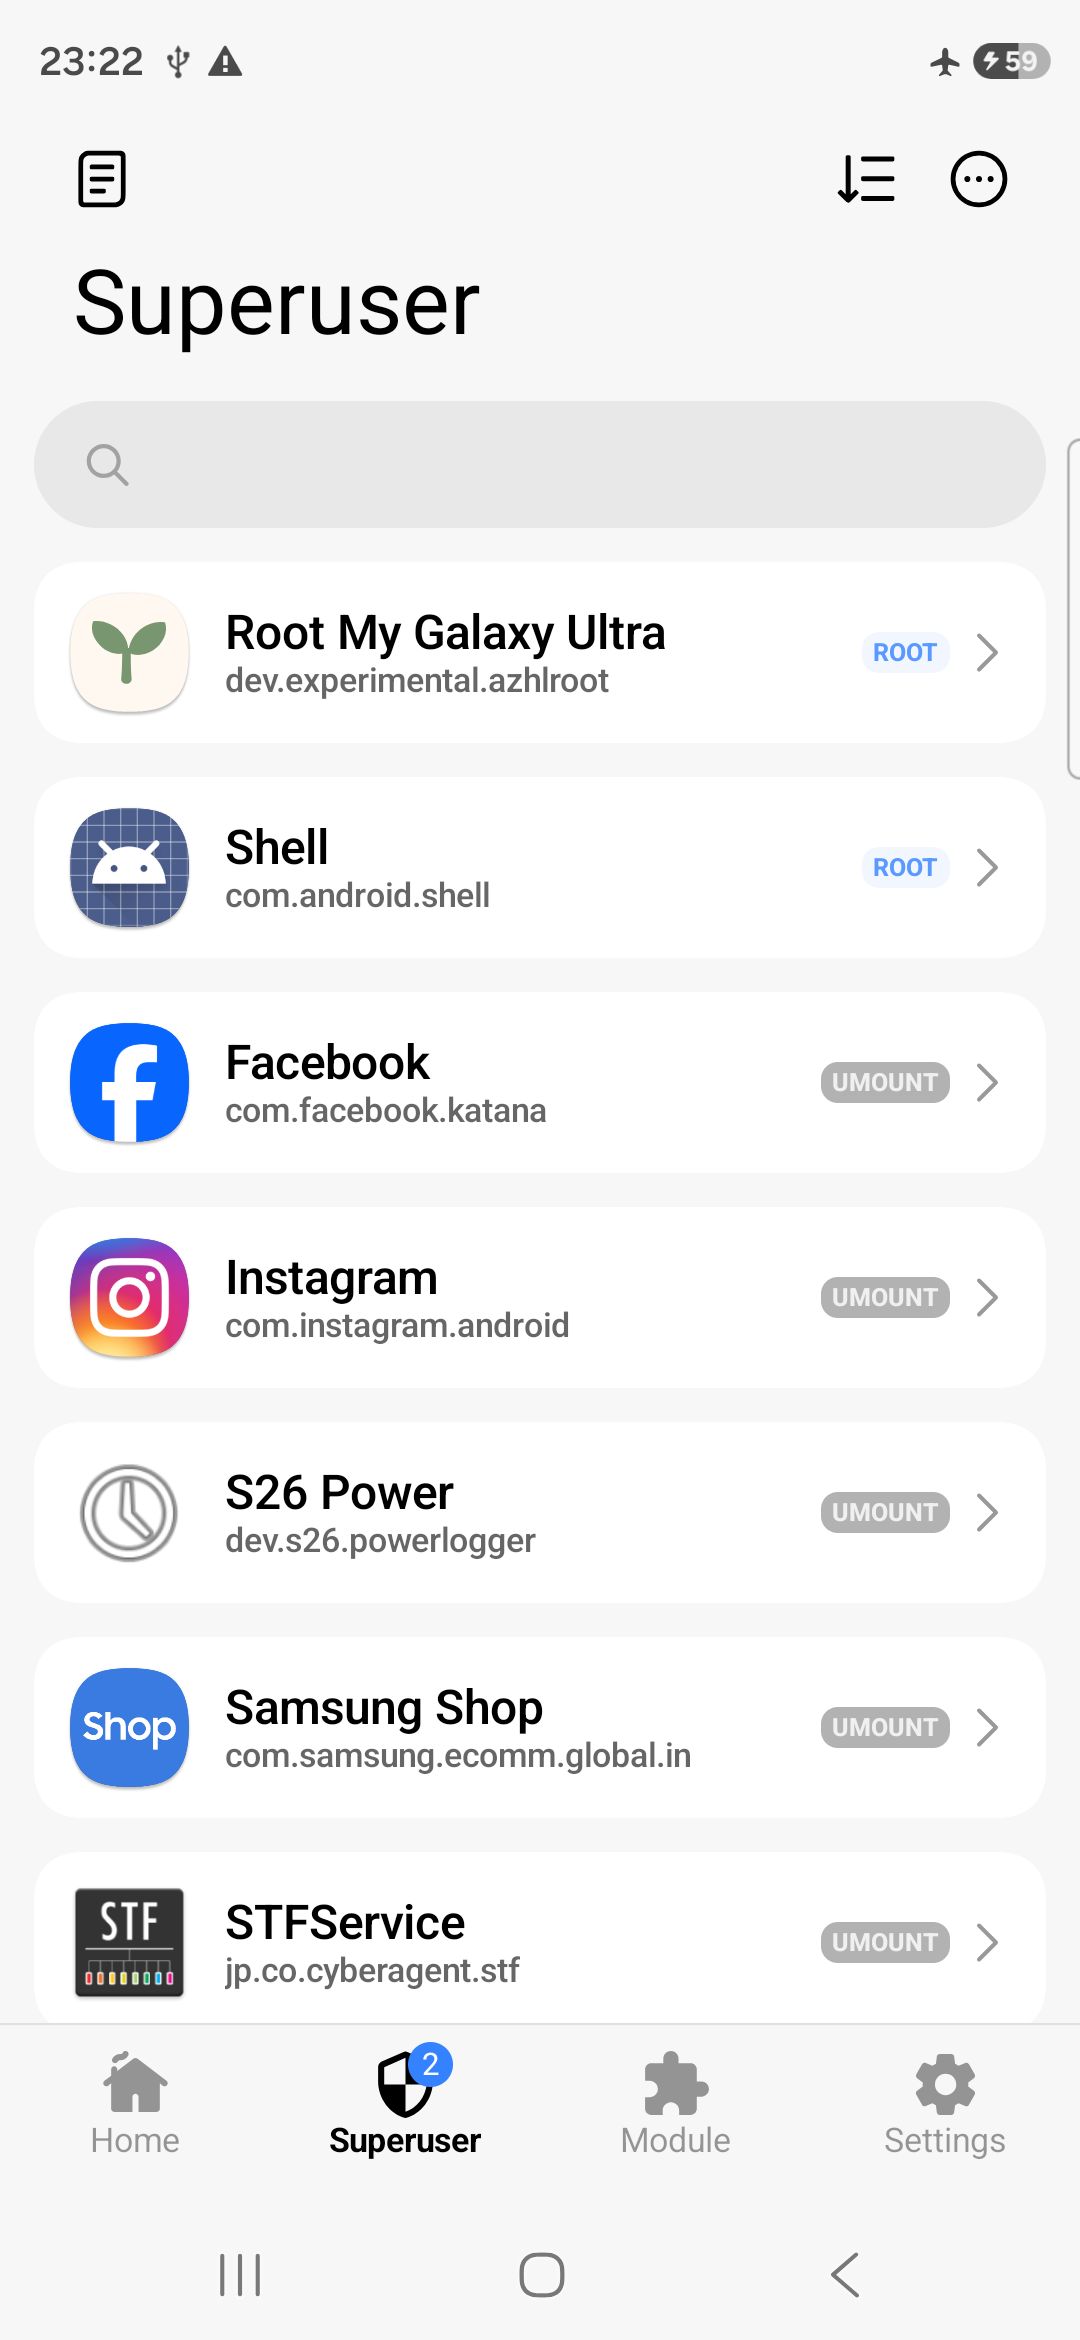 23:22
59
Superuser
Root My Galaxy Ultra
dev.experimental.azhlroot
ROOT
Shell
com.android.shell
ROOT
Facebook
com.facebook.katana
UMOUNT
Instagram
com.instagram.android
UMOUNT
S26 Power
dev.s26.powerlogger
UMOUNT
Shop
Samsung Shop
com.samsung.ecomm.global.in
UMOUNT
STF
STFService
jp.co.cyberagent.stf
UMOUNT
2
Home
Superuser
Module
Settings